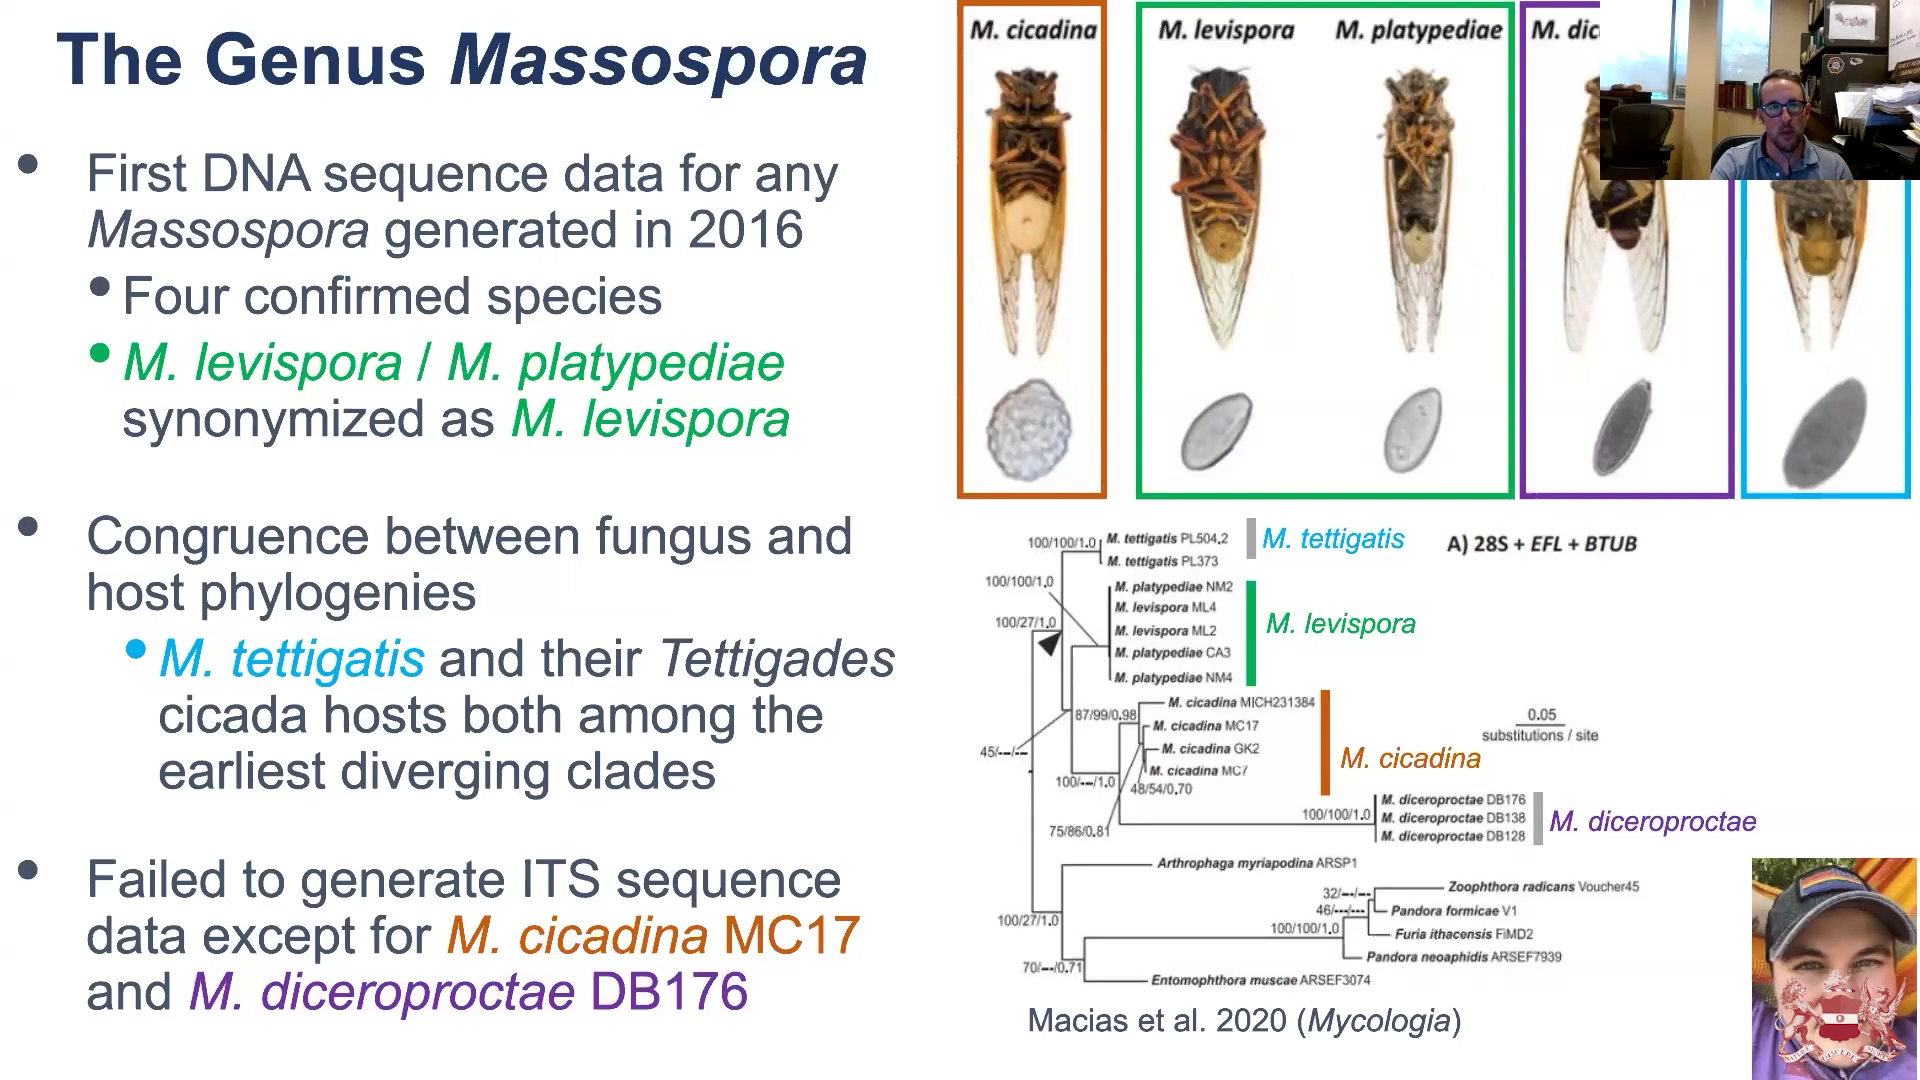 The Genus Massospora
First DNA sequence data for any
Massospora generated in 2016
Four confirmed species
M. levispora / M. platypediae
synonymized as M. levispora
Congruence between fungus and
host phylogenies
M. tettigatis and their Tettigades
cicada hosts both among the
earliest diverging clades
Failed to generate ITS sequence
data except for M. cicadina MC17
and M. diceroproctae DB176
M. cicadina
M. levispora
M. platypediae
M. dic
A) 28S + EFL + BTUB
100/100/1.0
M. tettigatis PL504.2
M. tettigatis
M. tettigatis PL373
100/100/1.0
M. platypediae NM2
M. levispora ML4
100/27/1.0
M. levispora
M. levispora ML2
M. platypediae CA3
M. platypediae NM4
M. cicadina MICH231384
87/99/0.98
M. cicadina MC17
0.05
substitutions / site
45/--/--
M. cicadina GK2
M. cicadina
M. cicadina MC7
100/--/1.0
48/54/0.70
M. diceroproctae DB176
100/100/1.0
M. diceroproctae DB138
M. diceroproctae
75/86/0.81
M. diceroproctae DB128
Arthrophaga myriapodina ARSP1
32/--/--
Zoophthora radicans Voucher45
46/---/---
Pandora formicae V1
100/27/1.0
100/100/1.0
Furia ithacensis FiMD2
Pandora neoaphidis ARSEF7939
70/--/0.71
Entomophthora muscae ARSEF3074
Macias et al. 2020 (Mycologia)